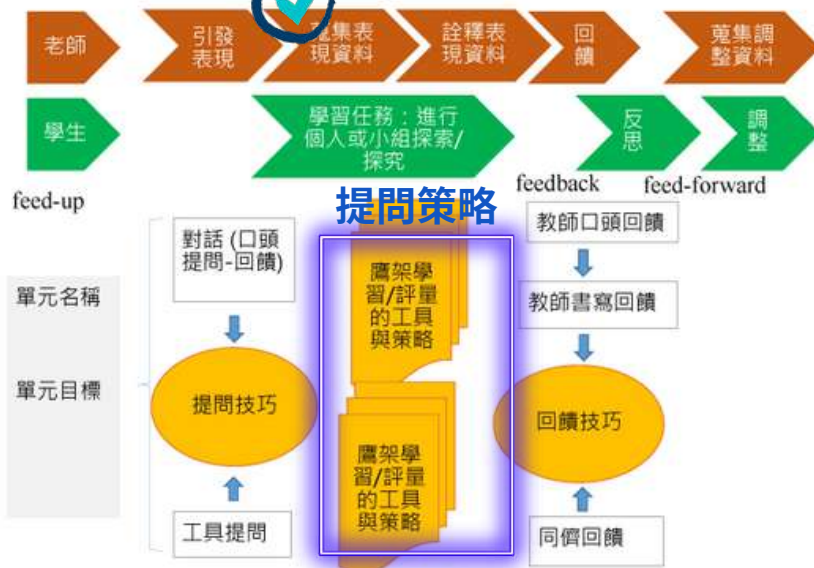 老師
引發
表現
蒐集表
現資料
詮釋表
現資料
回
饋
蒐集調
整資料
學生
學習任務：進行
個人或小組探索/
探究
反
思
調
整
feed-up
feedback
feed-forward
提問策略
單元名稱
單元目標
對話 (口頭
提問-回饋)
提問技巧
工具提問
鷹架學
習/評量
的工具
與策略
鷹架學
習/評量
的工具
與策略
教師口頭回饋
教師書寫回饋
回饋技巧
同儕回饋